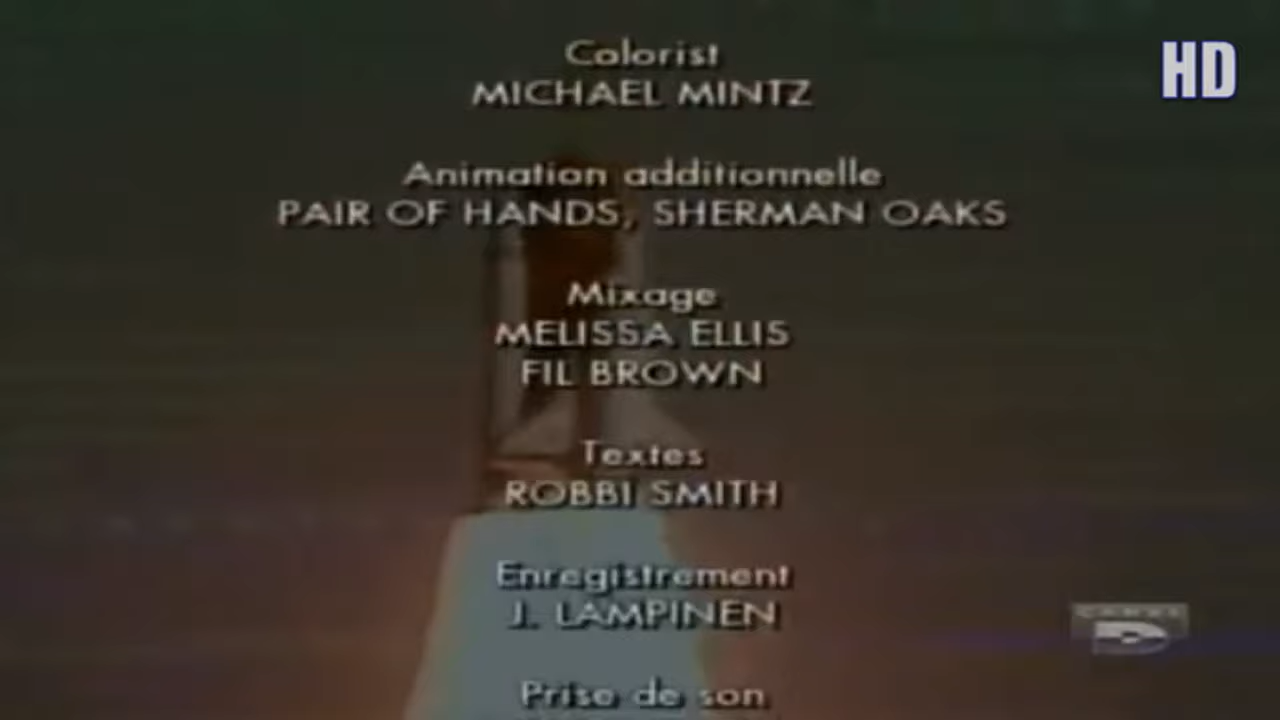 HD
Colorist
MICHAEL MINTZ
Animation additionnelle
PAIR OF HANDS, SHERMAN OAKS
Mixage
MELISSA ELLIS
FIL BROWN
Textes
ROBBI SMITH
Enregistrement
J. LAMPINEN
CANAL
D
Prise de son